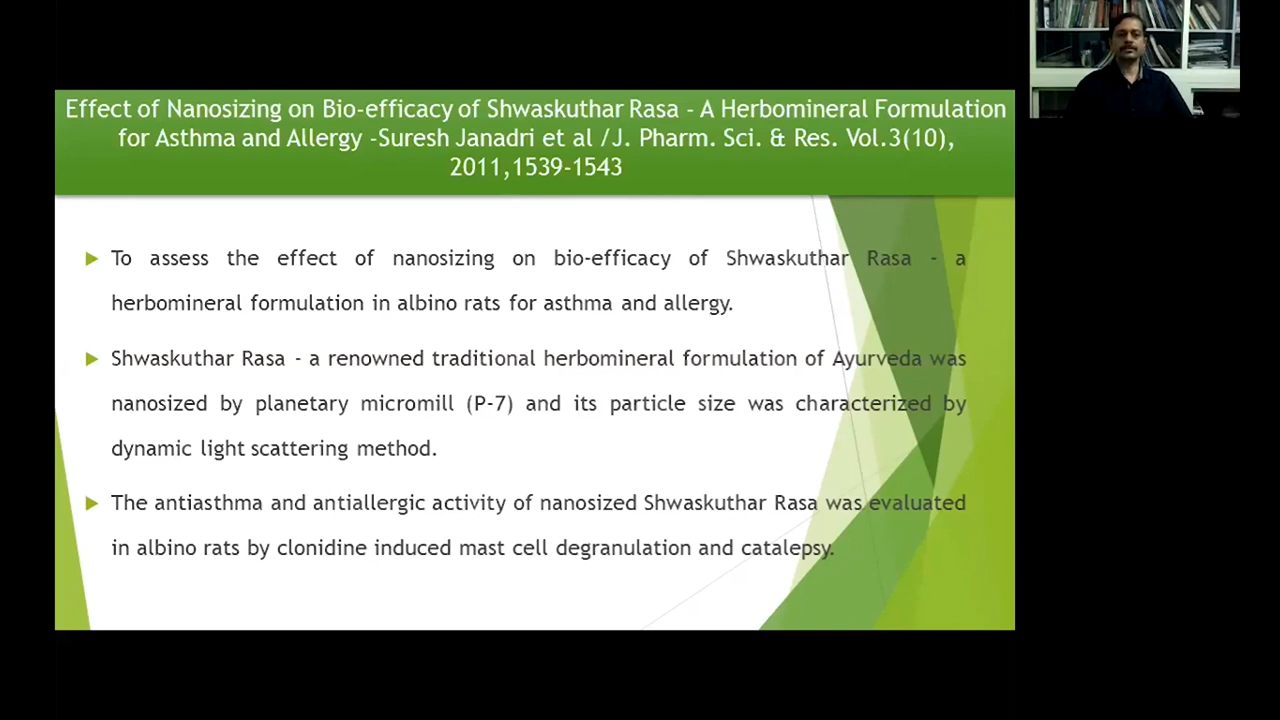 Effect of Nanosizing on Bio-efficacy of Shwaskuthar Rasa - A Herbomineral Formulation
for Asthma and Allergy -Suresh Janadri et al /J. Pharm. Sci. & Res. Vol.3(10),
2011,1539-1543
To assess the effect of nanosizing on bio-efficacy of Shwaskuthar Rasa - a
herbomineral formulation in albino rats for asthma and allergy.
Shwaskuthar Rasa - a renowned traditional herbomineral formulation of Ayurveda was
nanosized by planetary micromill (P-7) and its particle size was characterized by
dynamic light scattering method.
The antiasthma and antiallergic activity of nanosized Shwaskuthar Rasa was evaluated
in albino rats by clonidine induced mast cell degranulation and catalepsy.